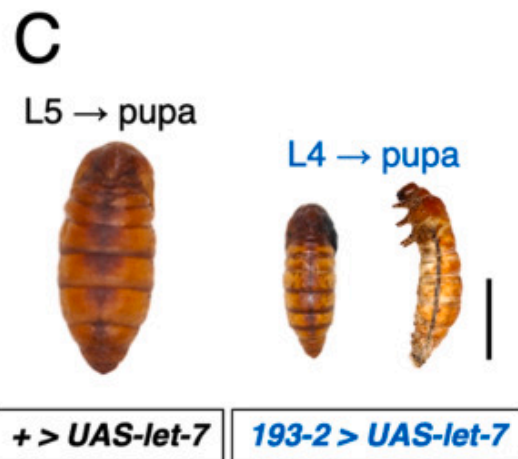 C
L5 → pupa
L4 → pupa
+ > UAS-let-7
193-2 > UAS-let-7